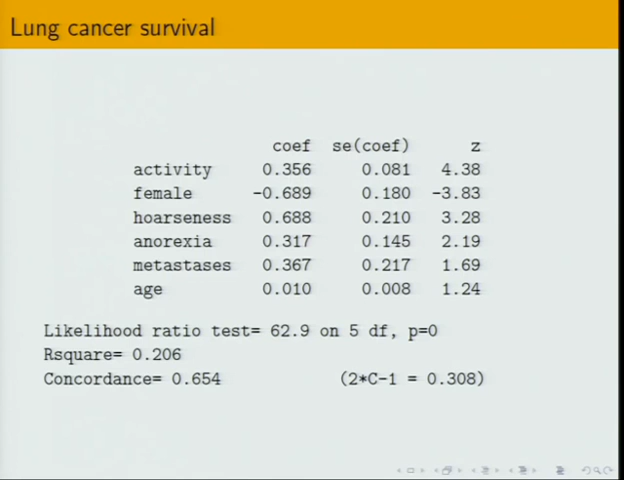 Lung cancer survival
coef se(coef) z
activity 0.356 0.081 4.38
female -0.689 0.180 -3.83
hoarseness 0.688 0.210 3.28
anorexia 0.317 0.145 2.19
metastases 0.367 0.217 1.69
age 0.010 0.008 1.24
Likelihood ratio test= 62.9 on 5 df, p=0
Rsquare= 0.206
Concordance= 0.654 (2*C-1 = 0.308)